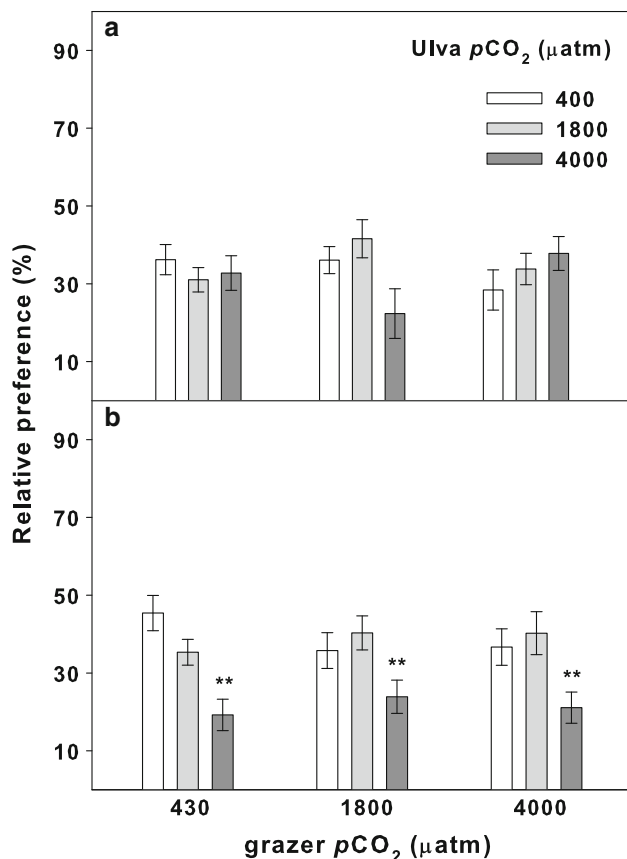 a
Ulva pCO₂ (µatm)
400
1800
4000
90
70
50
30
10
Relative preference (%)
b
90
70
50
30
10
** ** **
430 1800 4000
grazer pCO₂ (µatm)